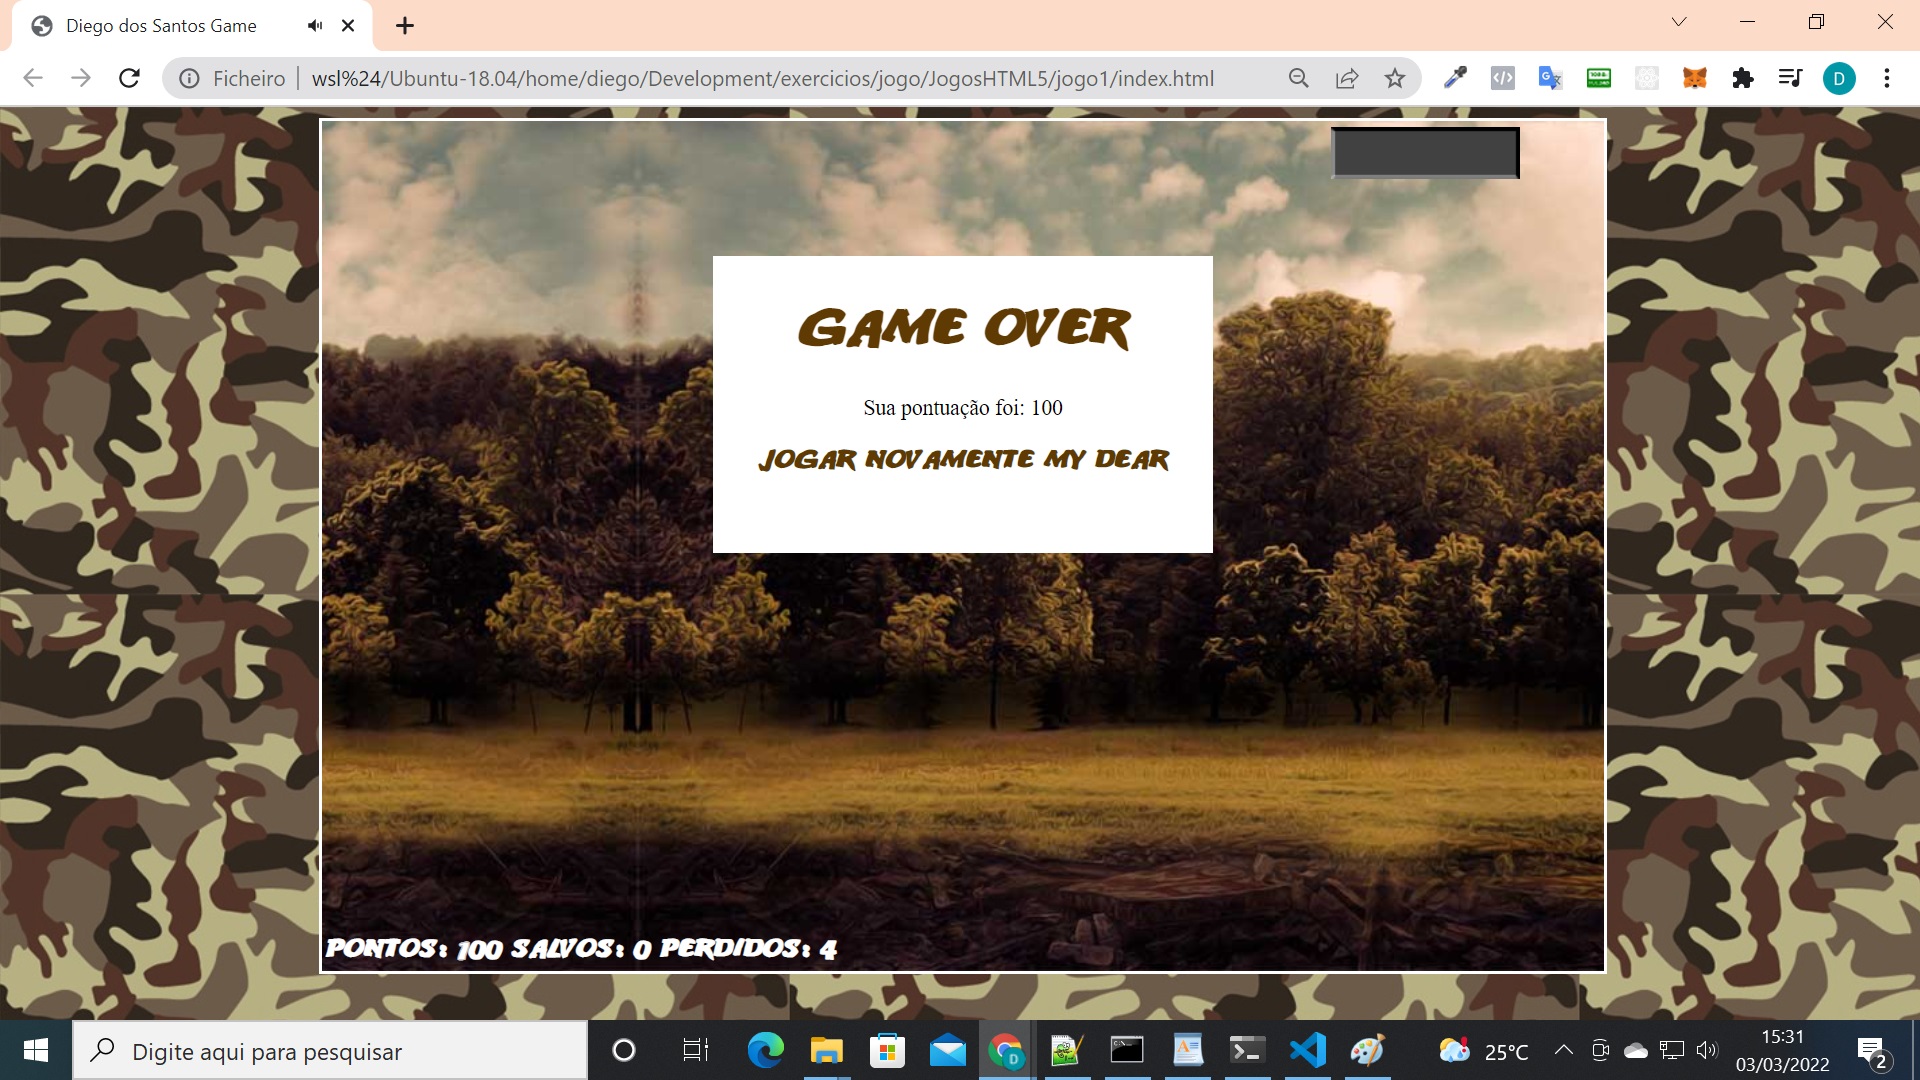 Diego dos Santos Game
Ficheiro
wsl%24/Ubuntu-18.04/home/diego/Development/exercicios/jogo/JogosHTML5/jogo1/index.html
D
GAME OVER
Sua pontuação foi: 100
JOGAR NOVAMENTE MY DEAR
PONTOS: 100 SALVOS: 0 PERDIDOS: 4
Digite aqui para pesquisar
D
25°C
15:31
03/03/2022
2